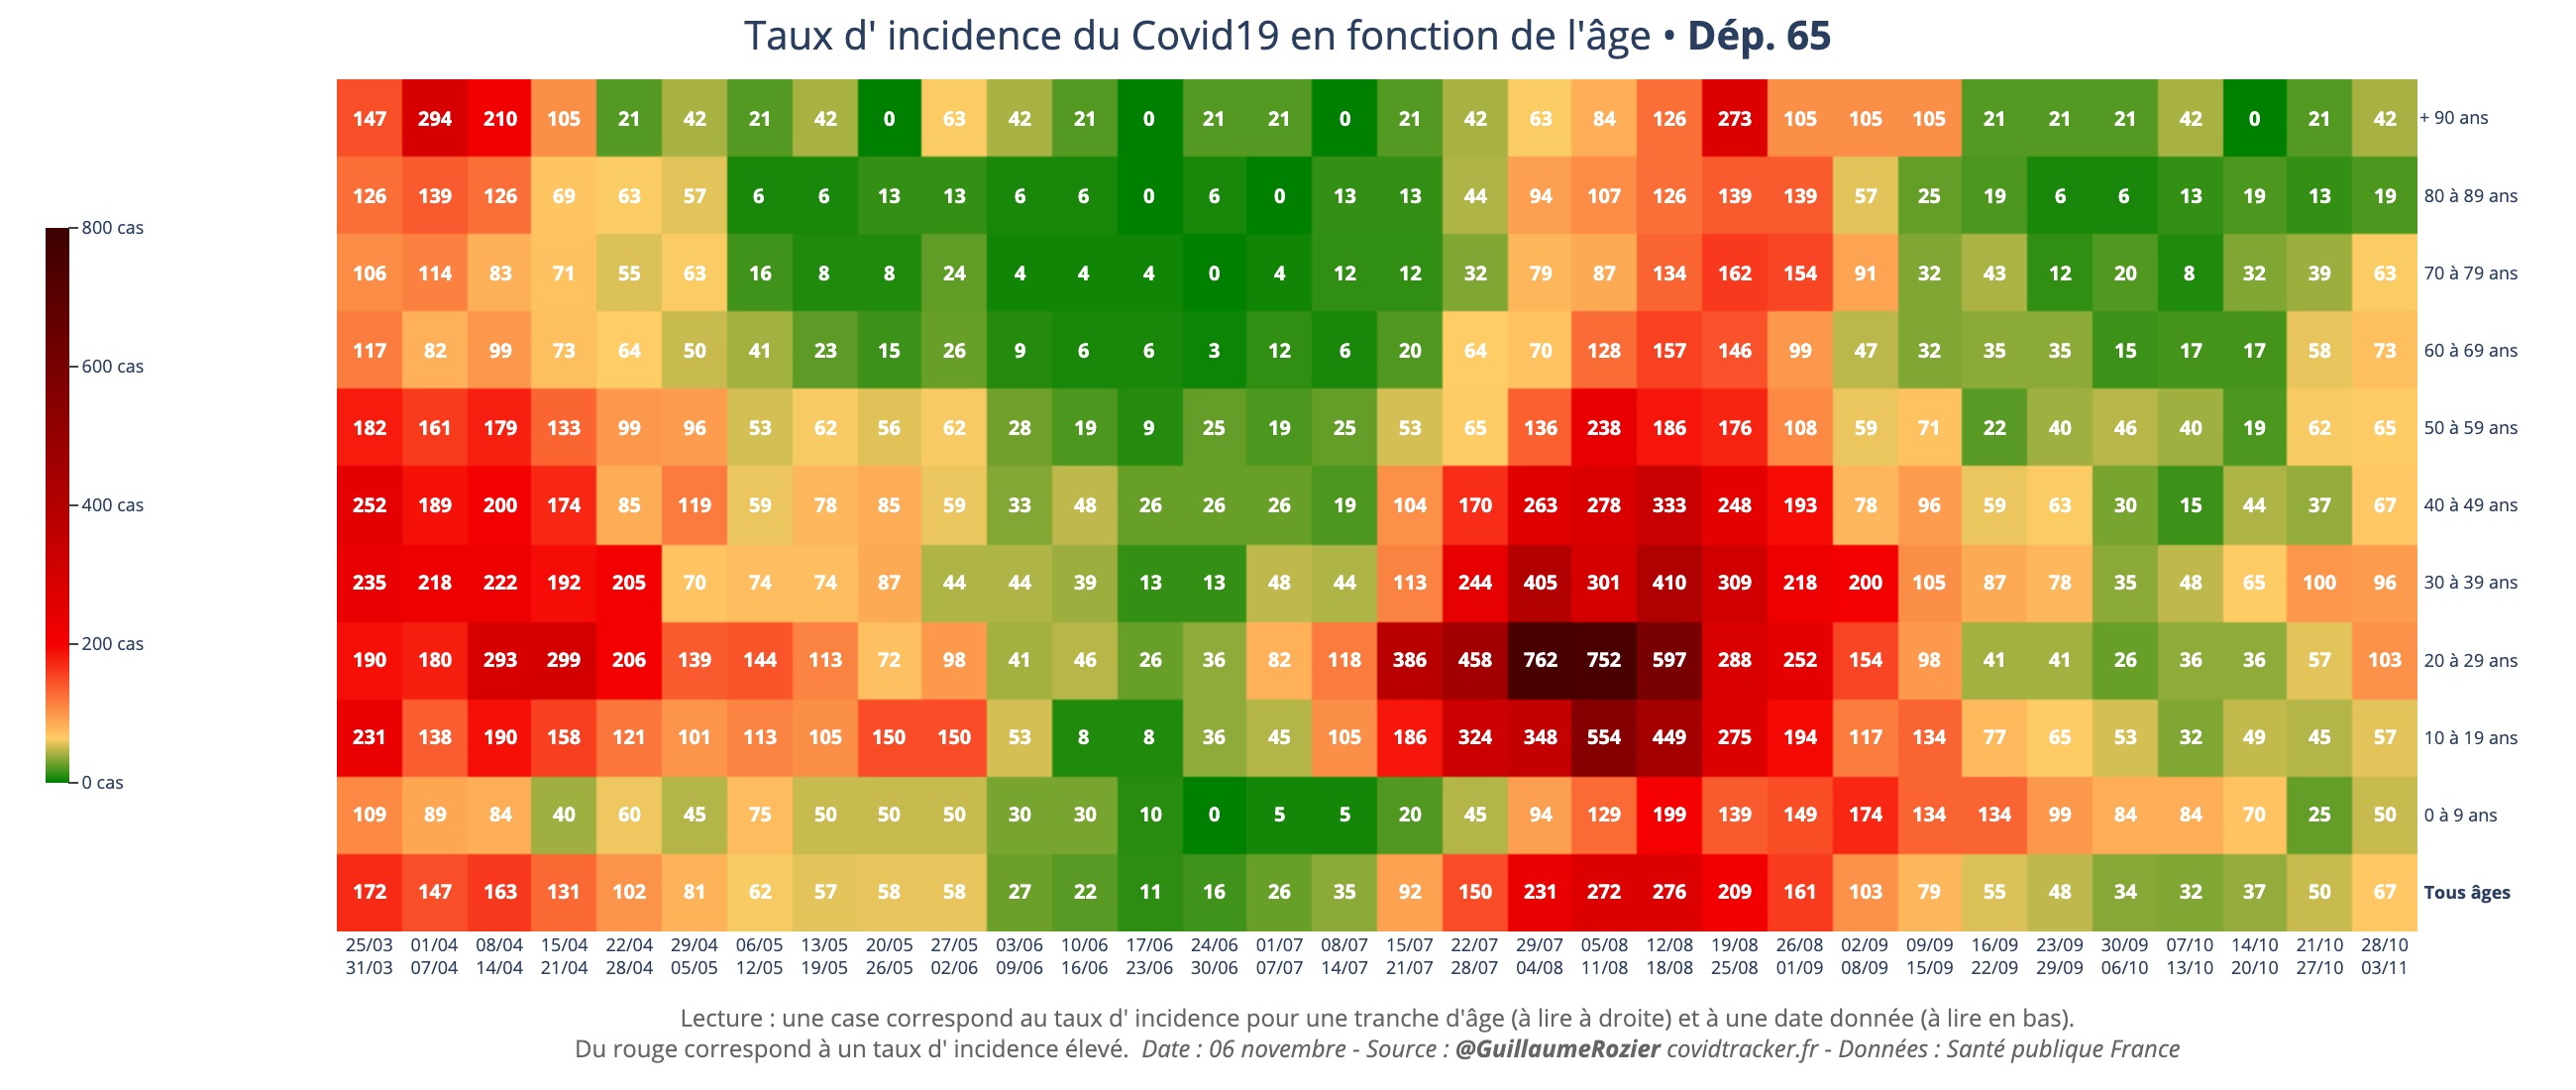 Taux d' incidence du Covid19 en fonction de l'âge • Dép. 65
800 cas
600 cas
400 cas
200 cas
0 cas
147 294 210 105 21 42 21 42 0 63 42 21 0 21 21 0 21 42 63 84 126 273 105 105 105 21 21 21 42 0 21 42 + 90 ans
126 139 126 69 63 57 6 6 13 13 6 6 0 6 0 13 13 44 94 107 126 139 139 57 25 19 6 6 13 19 13 19 80 à 89 ans
106 114 83 71 55 63 16 8 8 24 4 4 4 0 4 12 12 32 79 87 134 162 154 91 32 43 12 20 8 32 39 63 70 à 79 ans
117 82 99 73 64 50 41 23 15 26 9 6 6 3 12 6 20 64 70 128 157 146 99 47 32 35 35 15 17 17 58 73 60 à 69 ans
182 161 179 133 99 96 53 62 56 62 28 19 9 25 19 25 53 65 136 238 186 176 108 59 71 22 40 46 40 19 62 65 50 à 59 ans
252 189 200 174 85 119 59 78 85 59 33 48 26 26 26 19 104 170 263 278 333 248 193 78 96 59 63 30 15 44 37 67 40 à 49 ans
235 218 222 192 205 70 74 74 87 44 44 39 13 13 48 44 113 244 405 301 410 309 218 200 105 87 78 35 48 65 100 96 30 à 39 ans
190 180 293 299 206 139 144 113 72 98 41 46 26 36 82 118 386 458 762 752 597 288 252 154 98 41 41 26 36 36 57 103 20 à 29 ans
231 138 190 158 121 101 113 105 150 150 53 8 8 36 45 105 186 324 348 554 449 275 194 117 134 77 65 53 32 49 45 57 10 à 19 ans
109 89 84 40 60 45 75 50 50 50 30 30 10 0 5 5 20 45 94 129 199 139 149 174 134 134 99 84 84 70 25 50 0 à 9 ans
172 147 163 131 102 81 62 57 58 58 27 22 11 16 26 35 92 150 231 272 276 209 161 103 79 55 48 34 32 37 50 67 Tous âges
25/03 01/04 08/04 15/04 22/04 29/04 06/05 13/05 20/05 27/05 03/06 10/06 17/06 24/06 01/07 08/07 15/07 22/07 29/07 05/08 12/08 19/08 26/08 02/09 09/09 16/09 23/09 30/09 07/10 14/10 21/10 28/10
31/03 07/04 14/04 21/04 28/04 05/05 12/05 19/05 26/05 02/06 09/06 16/06 23/06 30/06 07/07 14/07 21/07 28/07 04/08 11/08 18/08 25/08 01/09 08/09 15/09 22/09 29/09 06/10 13/10 20/10 27/10 03/11
Lecture : une case correspond au taux d' incidence pour une tranche d'âge (à lire à droite) et à une date donnée (à lire en bas).
Du rouge correspond à un taux d' incidence élevé. Date : 06 novembre - Source : @GuillaumeRozier covidtracker.fr - Données : Santé publique France